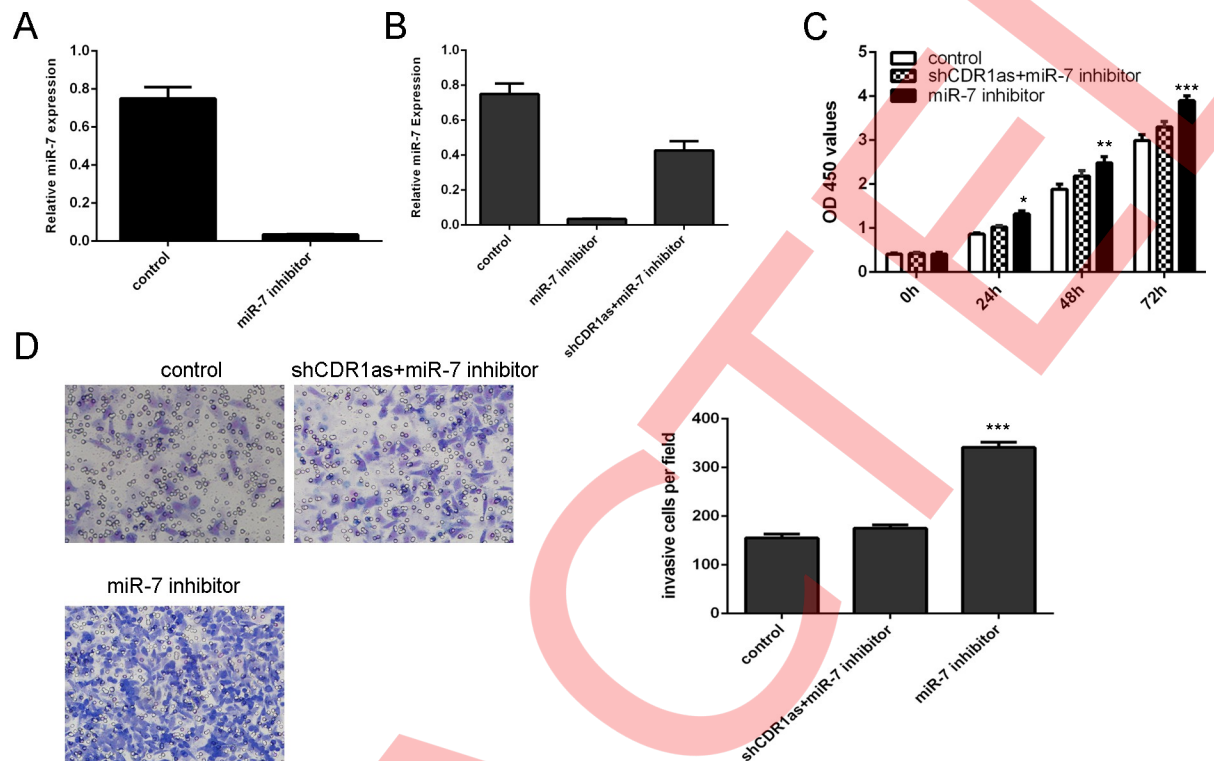 A
Relative miR-7 expression
1.0
0.8
0.6
0.4
0.2
0.0
control
miR-7 inhibitor
B
Relative miR-7 Expression
1.0
0.8
0.6
0.4
0.2
0.0
control
miR-7 inhibitor
shCDR1as+miR-7 inhibitor
C
OD 450 values
5
4
3
2
1
0
control
shCDR1as+miR-7 inhibitor
miR-7 inhibitor
*
**
***
0h
24h
48h
72h
D
control
shCDR1as+miR-7 inhibitor
miR-7 inhibitor
invasive cells per field
400
300
200
100
0
***
control
shCDR1as+miR-7 inhibitor
miR-7 inhibitor